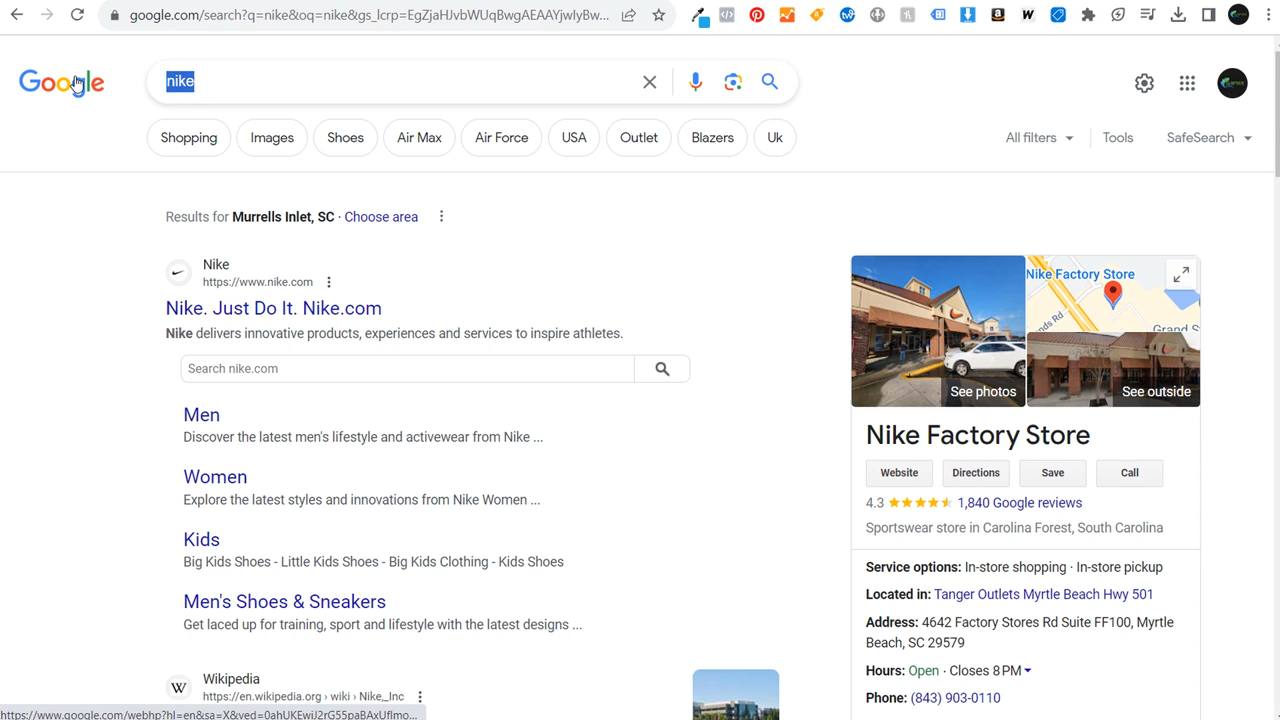 google.com/search?q=nike&oq=nike&gs_lcrp=EgZjaHJvbWUqBwgAEAAYjwIyBw...
Google
nike
Shopping
Images
Shoes
Air Max
Air Force
USA
Outlet
Blazers
Uk
All filters
Tools
SafeSearch
Results for Murrells Inlet, SC · Choose area
Nike
https://www.nike.com
Nike. Just Do It. Nike.com
Nike delivers innovative products, experiences and services to inspire athletes.
Search nike.com
Men
Discover the latest men's lifestyle and activewear from Nike ...
Women
Explore the latest styles and innovations from Nike Women ...
Kids
Big Kids Shoes - Little Kids Shoes - Big Kids Clothing - Kids Shoes
Men's Shoes & Sneakers
Get laced up for training, sport and lifestyle with the latest designs ...
W
Wikipedia
https://en.wikipedia.org › wiki › Nike,_Inc
Nike Factory Store
See photos
See outside
Nike Factory Store
Website
Directions
Save
Call
4.3
1,840 Google reviews
Sportswear store in Carolina Forest, South Carolina
Service options: In-store shopping · In-store pickup
Located in: Tanger Outlets Myrtle Beach Hwy 501
Address: 4642 Factory Stores Rd Suite FF100, Myrtle
Beach, SC 29579
Hours: Open · Closes 8 PM
Phone: (843) 903-0110